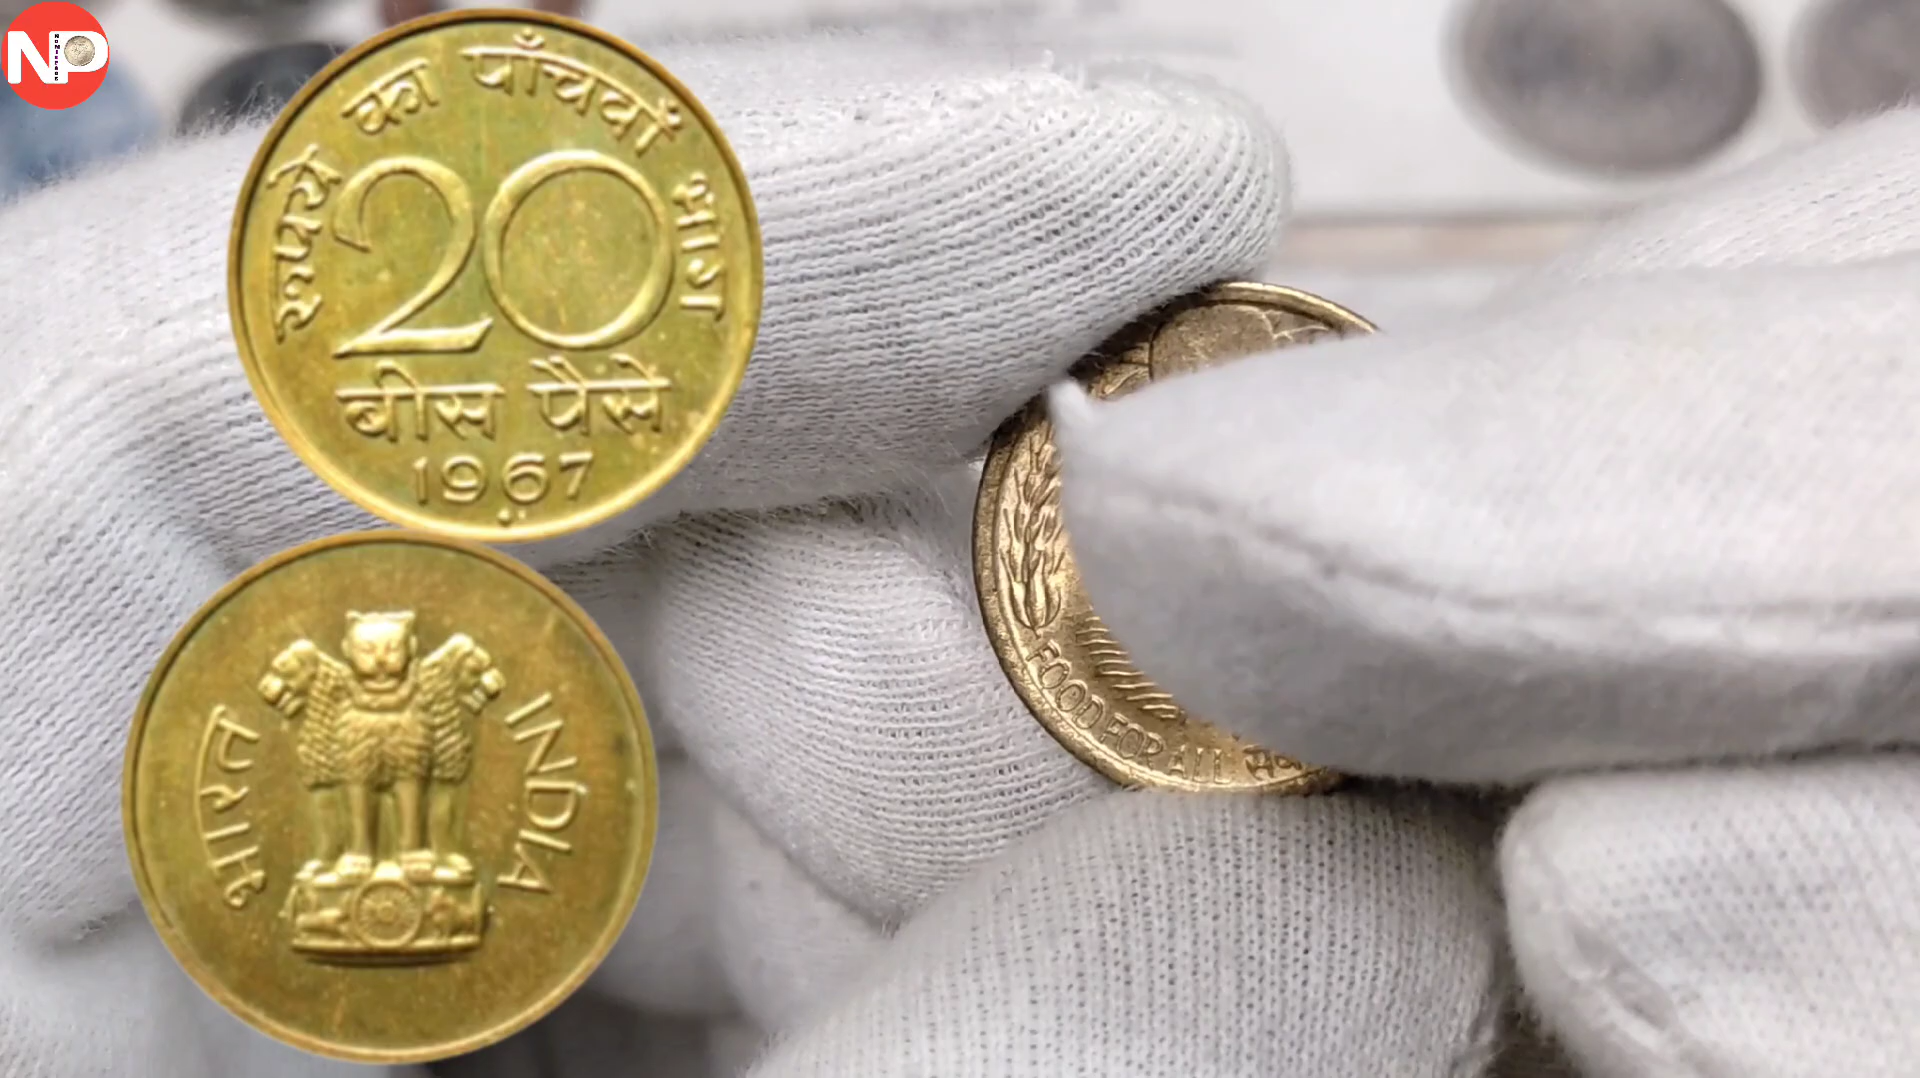 NP
रुपये का पाँचवाँ भाग
20
बीस पैसे
1967
भारत
INDIA
FOOD FOR ALL